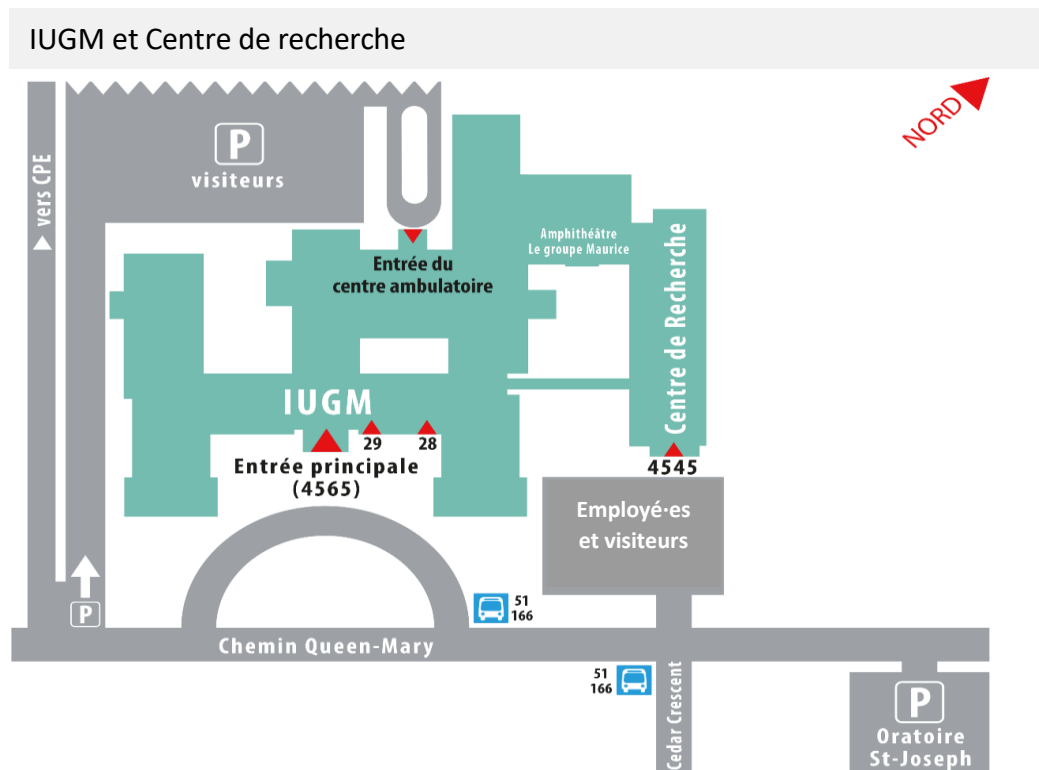 IUGM et Centre de recherche
NORD
vers CPE
P
visiteurs
Entrée du
centre ambulatoire
Amphithéâtre
Le groupe Maurice
Centre de Recherche
IUGM
29
28
Entrée principale
(4565)
4545
Employé·es
et visiteurs
P
51
166
Chemin Queen-Mary
51
166
Cedar Crescent
P
Oratoire
St-Joseph